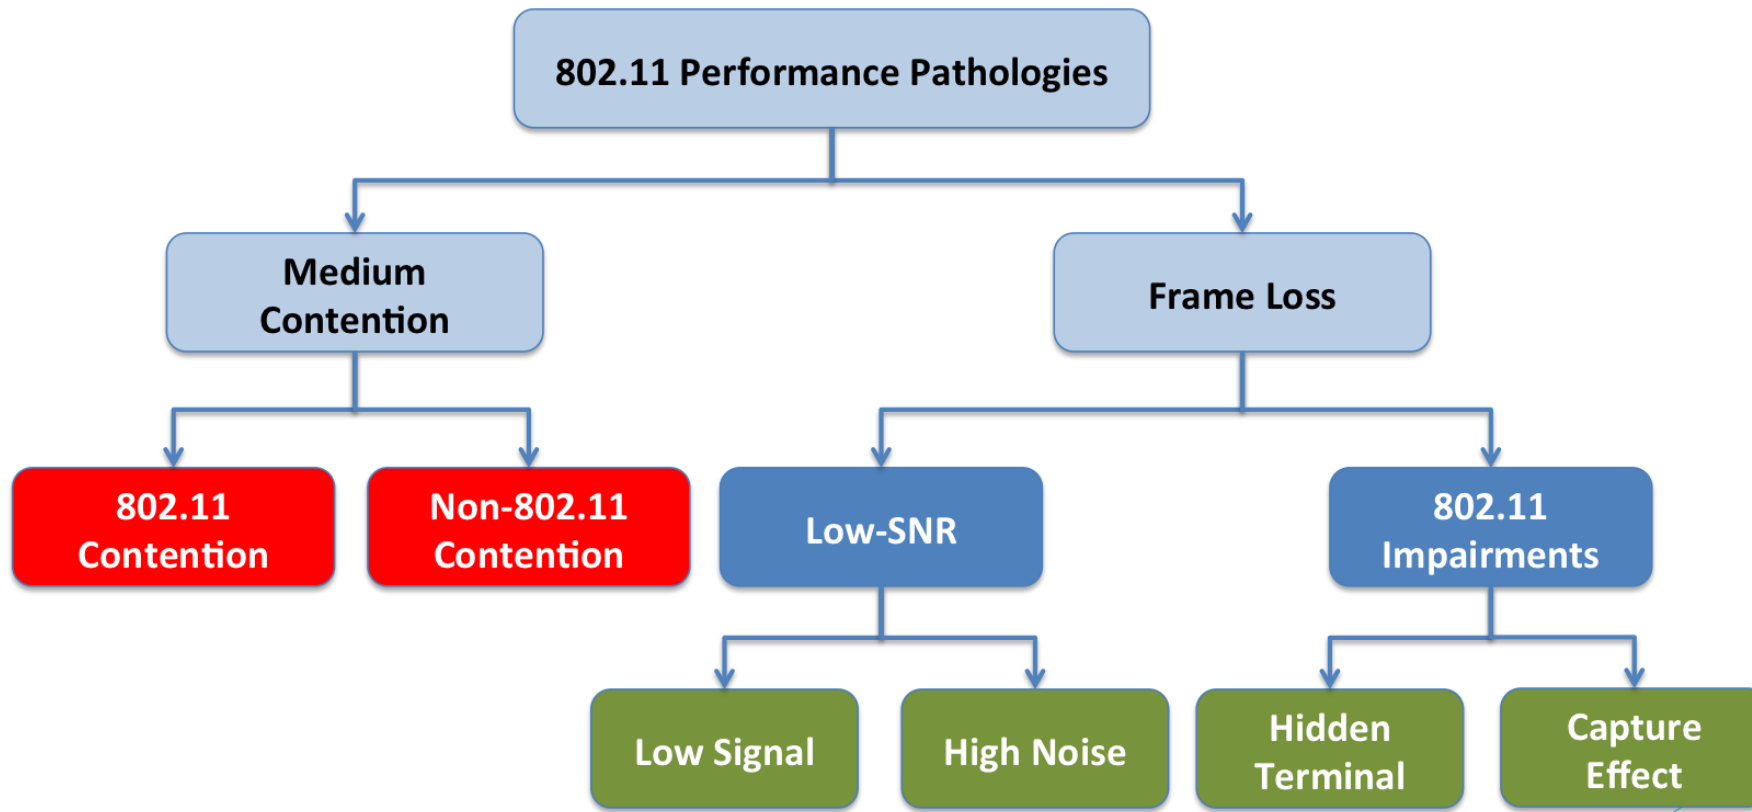 802.11 Performance Pathologies
Medium
Contention
Frame Loss
802.11
Contention
Non-802.11
Contention
Low-SNR
802.11
Impairments
Low Signal
High Noise
Hidden
Terminal
Capture
Effect